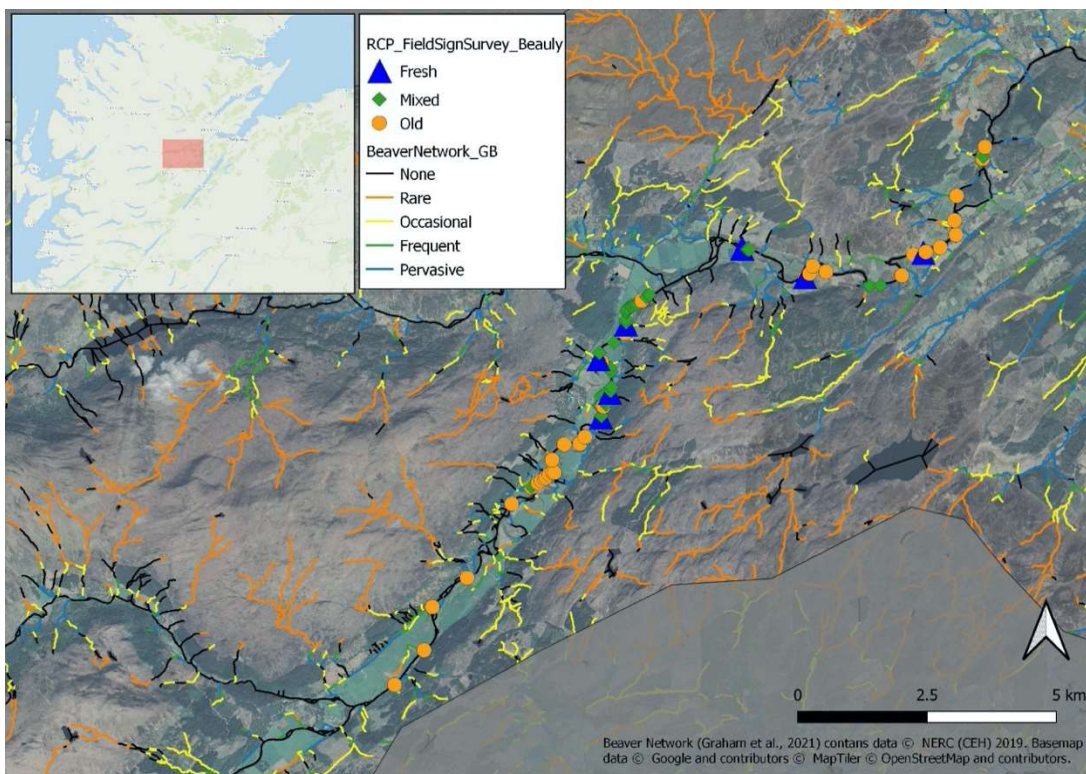 RCP_FieldSignSurvey_Beauly
Fresh
Mixed
Old
BeaverNetwork_GB
None
Rare
Occasional
Frequent
Pervasive
0 2.5 5 km
Beaver Network (Graham et al., 2021) contans data © NERC (CEH) 2019. Basemap
data © Google and contributors © MapTiler © OpenStreetMap and contributors.